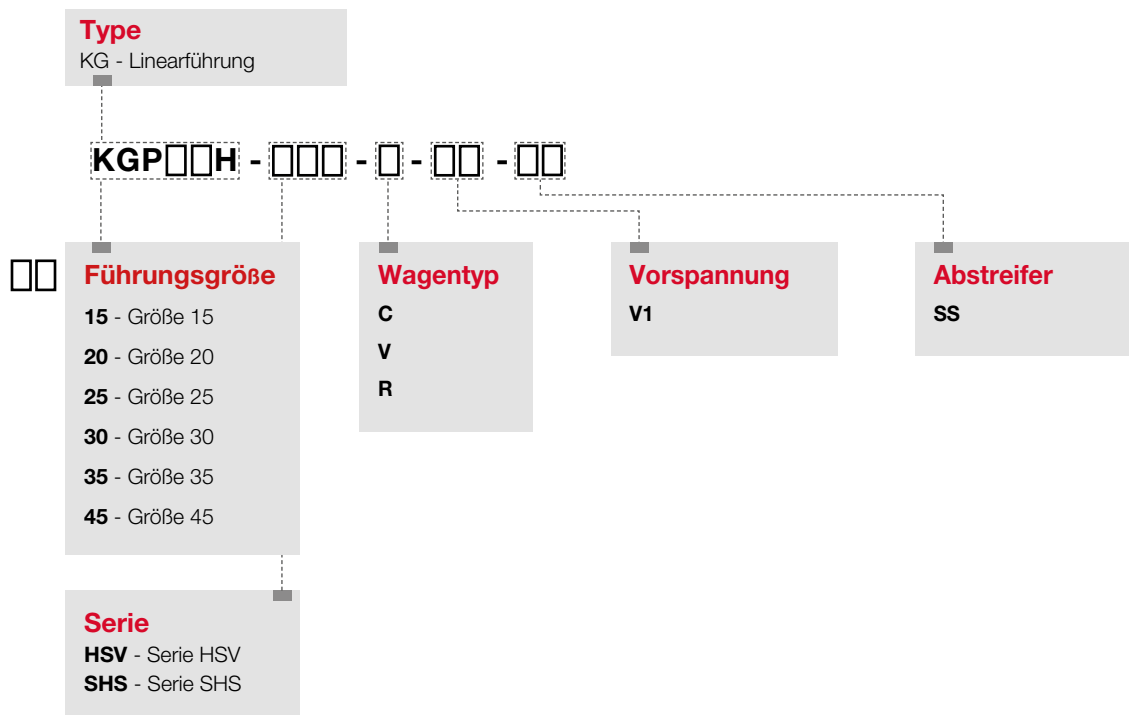 Type
KG - Linearführung
KGP□□H - □□□ - □ - □□ - □□
□□
Führungsgröße
15 - Größe 15
20 - Größe 20
25 - Größe 25
30 - Größe 30
35 - Größe 35
45 - Größe 45
Wagentyp
C
V
R
Vorspannung
V1
Abstreifer
SS
Serie
HSV - Serie HSV
SHS - Serie SHS